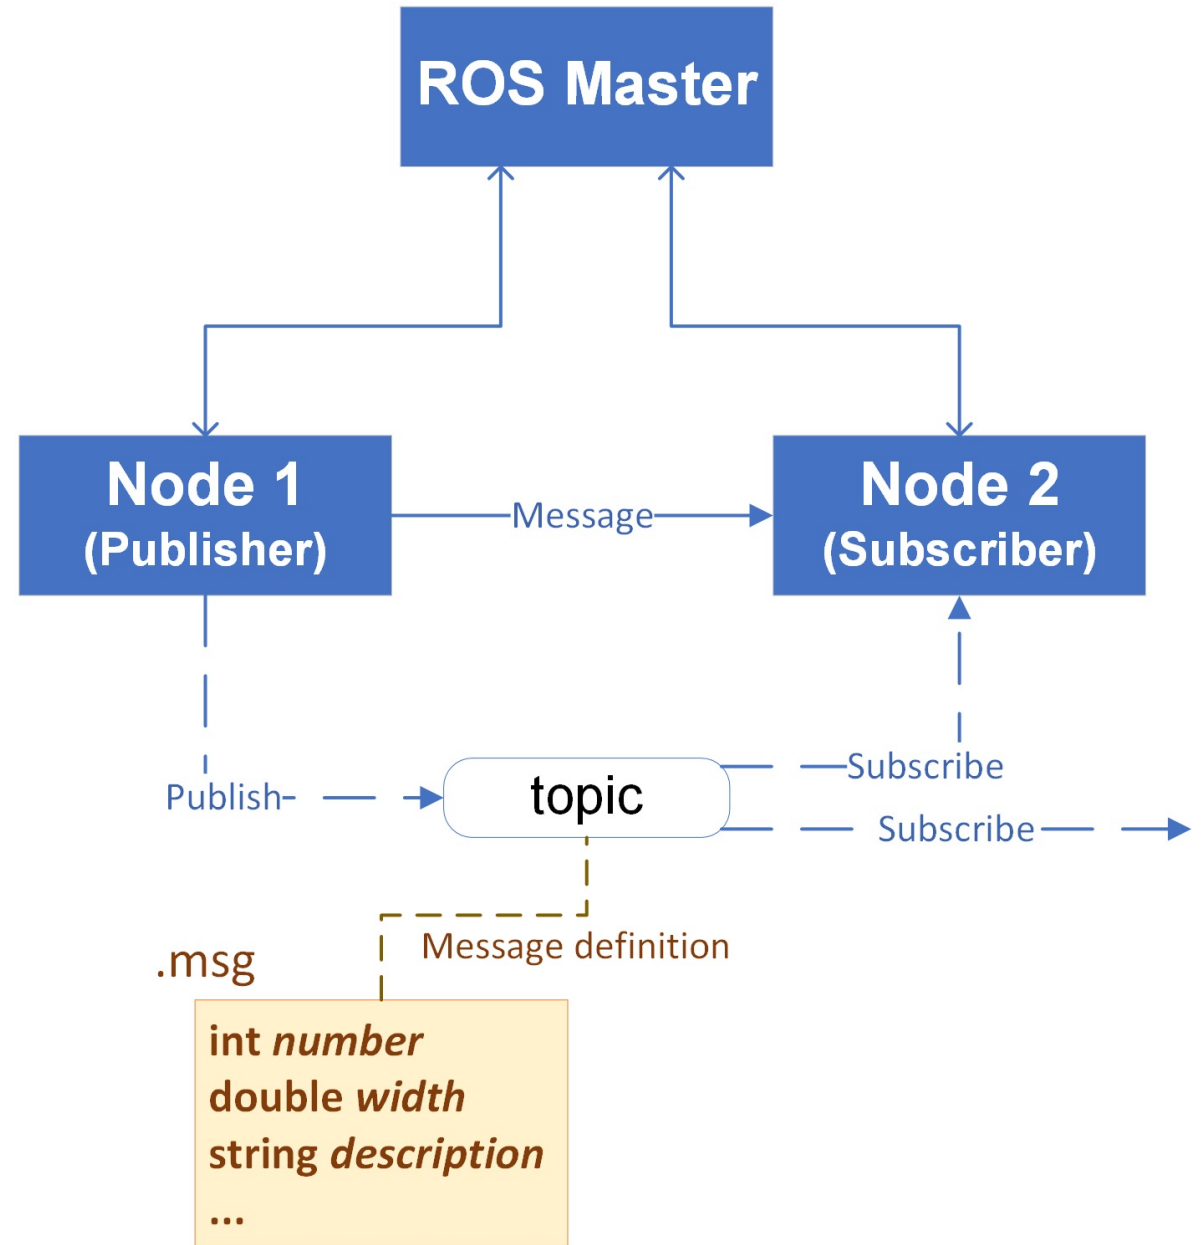 ROS Master
Node 1
(Publisher)
Message
Node 2
(Subscriber)
Publish
topic
Subscribe
Subscribe
Message definition
.msg
int number
double width
string description
...